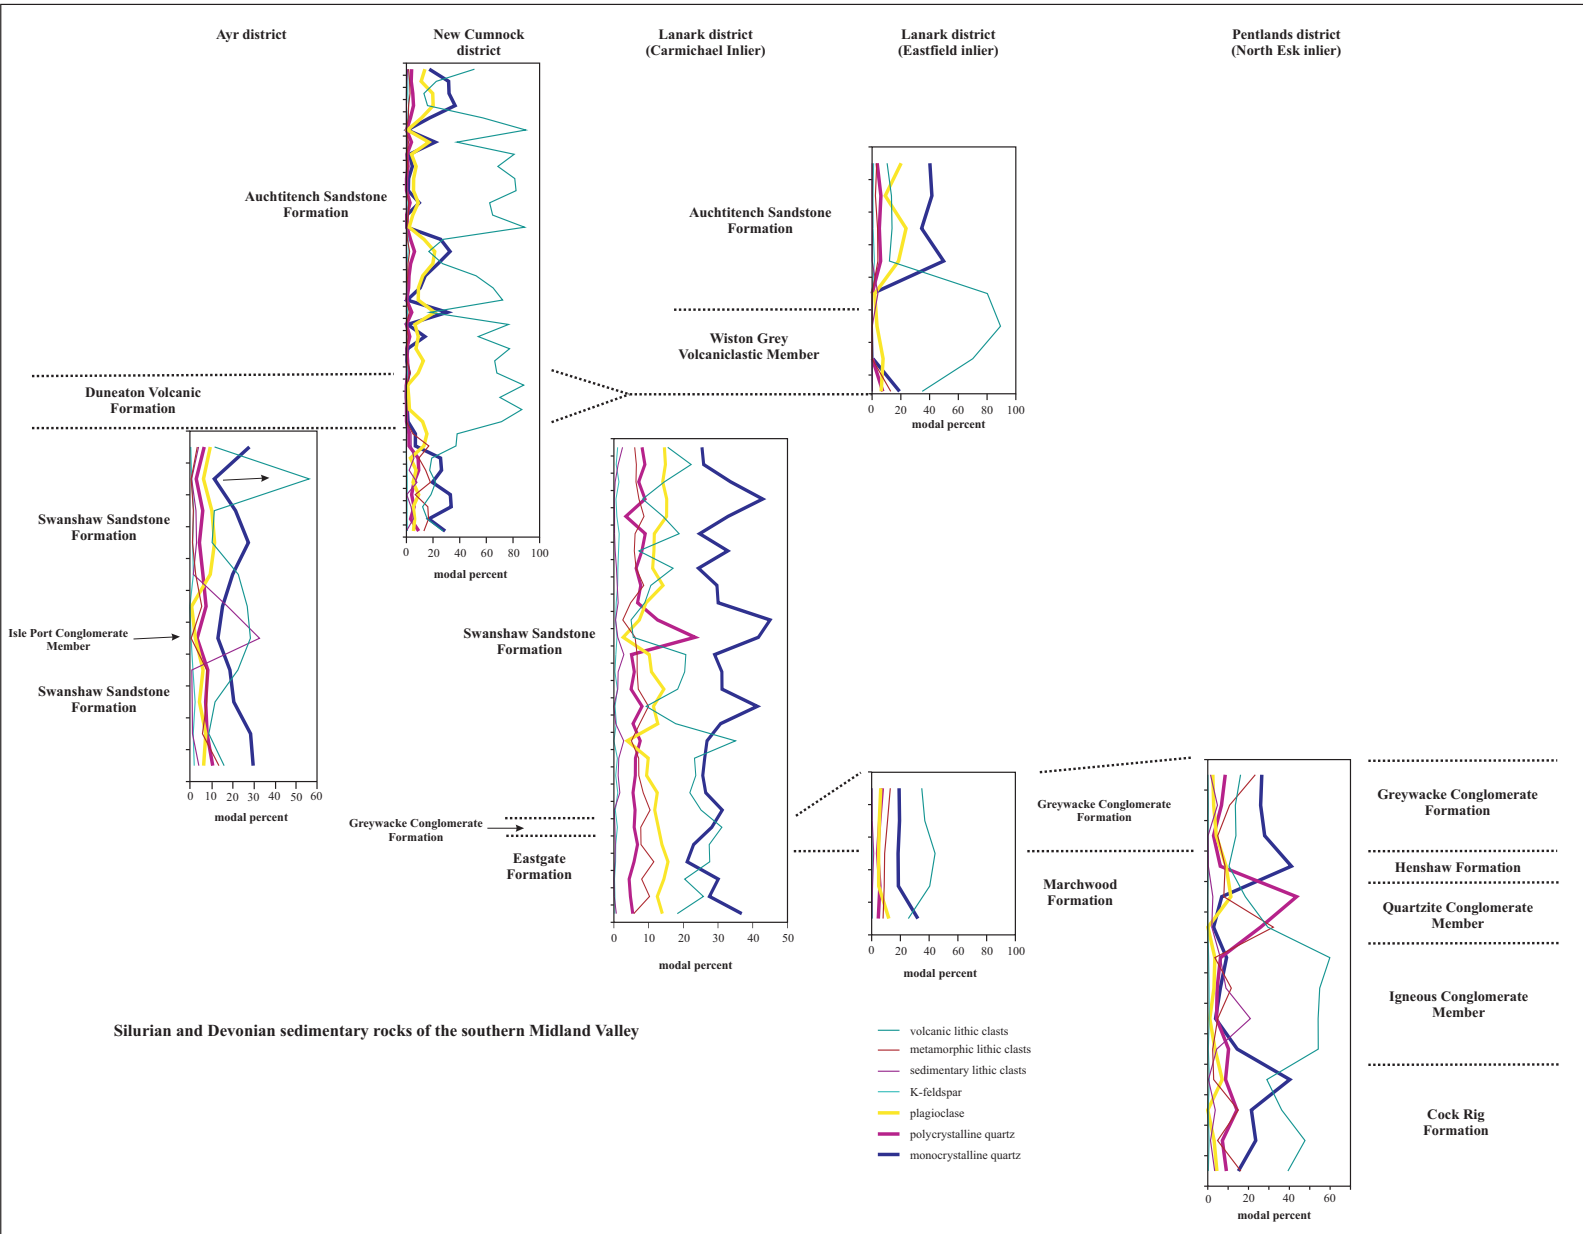 Ayr district
New Cumnock
district
Lanark district
(Carmichael Inlier)
Lanark district
(Eastfield inlier)
Pentlands district
(North Esk inlier)
Auchtitench Sandstone
Formation
Auchtitench Sandstone
Formation
Wiston Grey
Volcaniclastic Member
Duneaton Volcanic
Formation
0 20 40 60 80 100
modal percent
0 20 40 60 80 100
modal percent
Swanshaw Sandstone
Formation
Isle Port Conglomerate
Member
Swanshaw Sandstone
Formation
0 10 20 30 40 50 60
modal percent
Swanshaw Sandstone
Formation
Greywacke Conglomerate
Formation
Eastgate
Formation
0 10 20 30 40 50
modal percent
Greywacke Conglomerate
Formation
Marchwood
Formation
0 20 40 60 80 100
modal percent
Greywacke Conglomerate
Formation
Henshaw Formation
Quartzite Conglomerate
Member
Igneous Conglomerate
Member
Cock Rig
Formation
0 20 40 60
modal percent
Silurian and Devonian sedimentary rocks of the southern Midland Valley
volcanic lithic clasts
metamorphic lithic clasts
sedimentary lithic clasts
K-feldspar
plagioclase
polycrystalline quartz
monocrystalline quartz